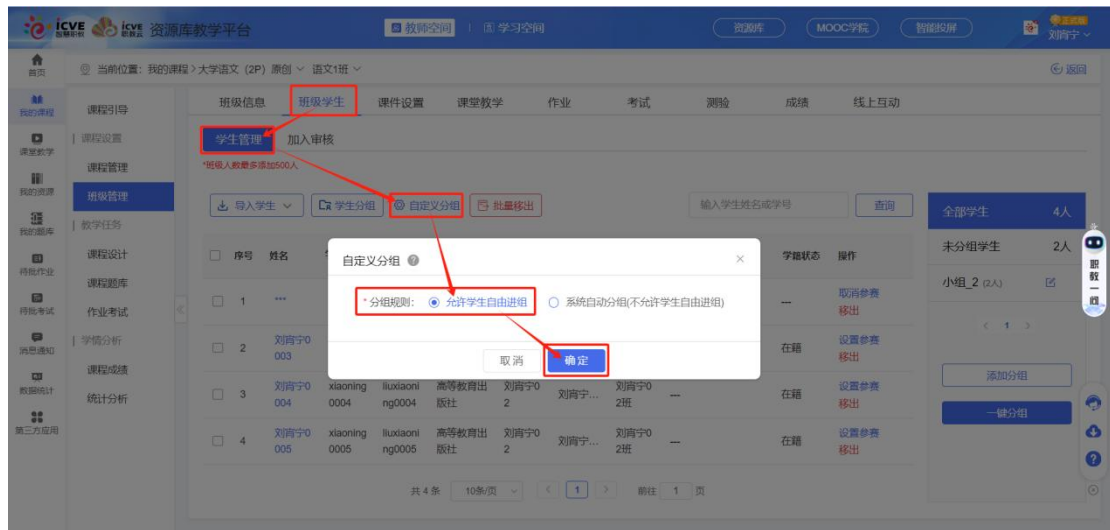 icve 智慧职教 icve 职教云 资源库教学平台 教师空间 学习空间 资源库 MOOC学院 智能投屏 正式版
刘宵宁
首页 当前位置：我的课程 > 大学语文（2P）原创 语文1班 返回
我的课程 课程引导 班级信息 班级学生 课件设置 课堂教学 作业 考试 测验 成绩 线上互动
课堂教学 课程设置 学生管理 加入审核
课程管理 *班级人数最多添加500人
我的资源 班级管理 导入学生 学生分组 自定义分组 批量移出 输入学生姓名或学号 查询 全部学生 4人
我的题库 教学任务
待批作业 课程设计 序号 姓名 学籍状态 操作 未分组学生 2人
自定义分组 ×
待批考试 课程题库 1 *** --- 取消参赛 小组_2 (2人)
移出
*分组规则： 允许学生自由进组 系统自动分组(不允许学生自由进组)
作业考试
消息通知 学情分析 2 刘宵宁0 在籍 设置参赛 < 1 >
003 移出
取消 确定
数据统计 课程成绩 3 刘宵宁0 xiaoning liuxiaoni 高等教育出 刘宵宁0 刘宵宁... 刘宵宁0 --- 在籍 设置参赛 添加分组
004 0004 ng0004 版社 2 2班 移出
统计分析 一键分组
第三方应用 4 刘宵宁0 xiaoning liuxiaoni 高等教育出 刘宵宁0 刘宵宁... 刘宵宁0 --- 在籍 设置参赛
005 0005 ng0005 版社 2 2班 移出
共 4 条 10条/页 < 1 > 前往 1 页
职教一